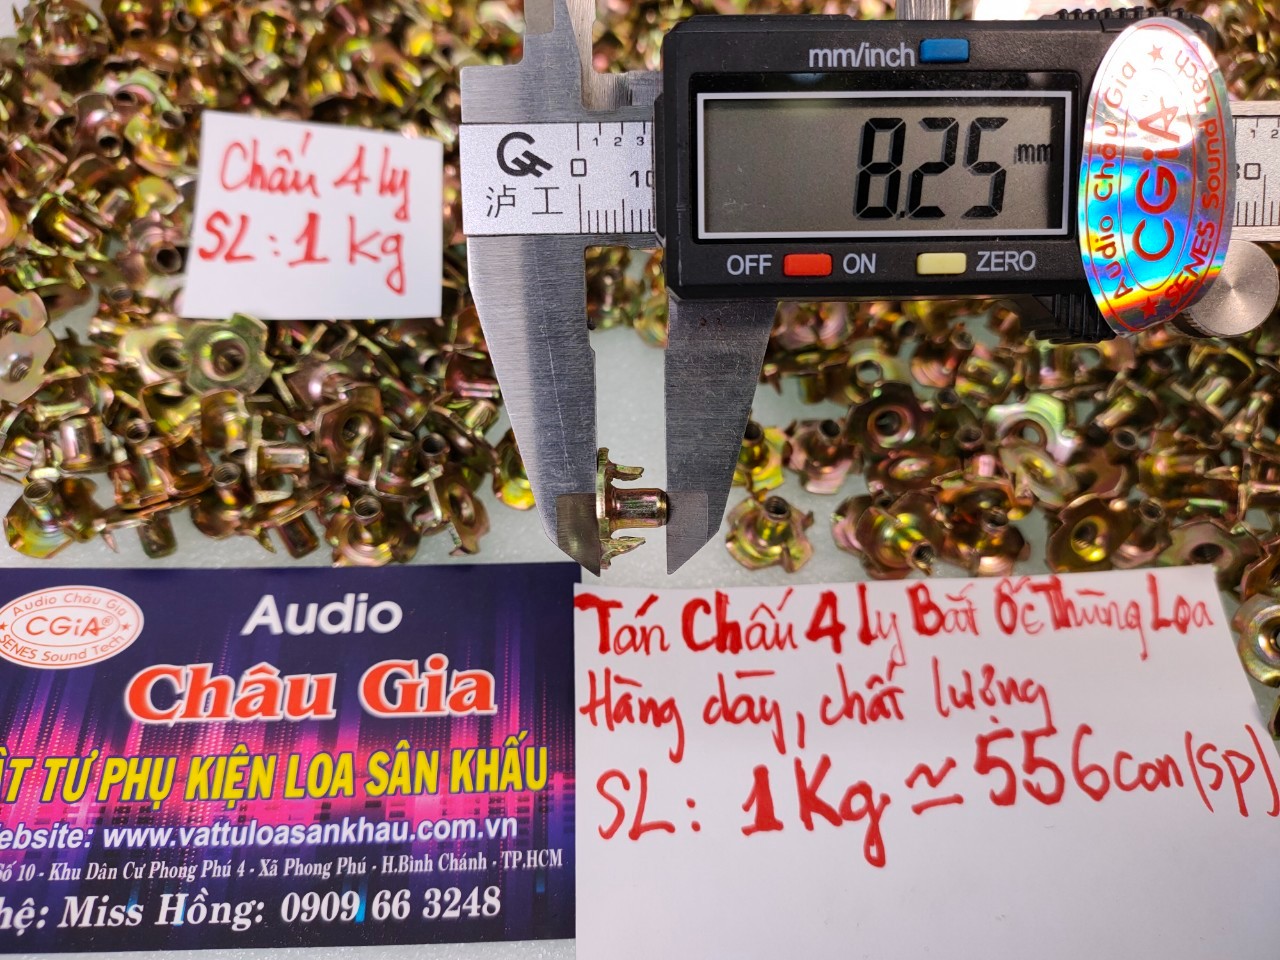 mm/inch
8.25 mm
OFF ON ZERO
0 1 2 3
10
沪工
Audio Châu Gia
CGiA
SENES Sound Tech
Chấu 4 ly
SL: 1 kg
Audio Châu Gia
CGiA®
SENES Sound Tech
Audio
Châu Gia
ẬT TƯ PHỤ KIỆN LOA SÂN KHẤU
ebsite: www.vattuloasankhau.com.vn
Số 10 - Khu Dân Cư Phong Phú 4 - Xã Phong Phú - H.Bình Chánh - TP.HCM
hệ: Miss Hồng: 0909 66 3248
Tán Chấu 4 ly Bắt Ốc Thùng Loa
Hàng dày, chất lượng
SL: 1Kg ≃ 556 con (sp)